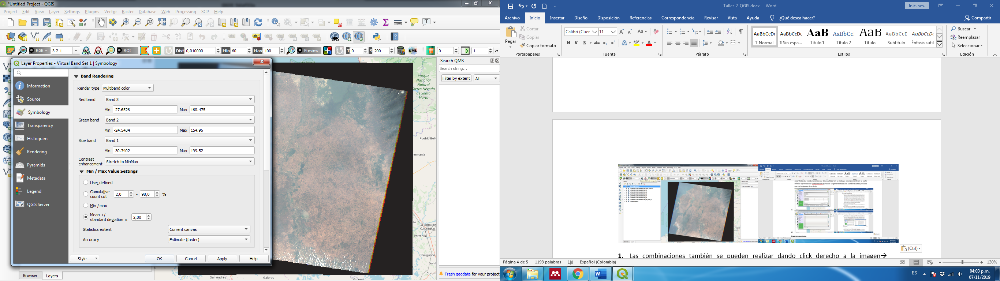 *Untitled Project - QGIS
Project Edit View Layer Settings Plugins Vector Raster Database Web Processing SCP Help
RGB = 3-2-1 ROI Dist 0,010000 Min 60 Max 100 Preview T 0 S 200 KML 0 1 »
Layer Properties - Virtual Band Set 1 | Symbology
Information
Source
Symbology
Transparency
Histogram
Rendering
Pyramids
Metadata
Legend
QGIS Server
Band Rendering
Render type Multiband color
Red band Band 3
Min -27.6526 Max 160.475
Green band Band 2
Min -24.5434 Max 154.96
Blue band Band 1
Min -30.7402 Max 199.52
Contrast enhancement Stretch to MinMax
Min / Max Value Settings
User defined
Cumulative count cut 2,0 - 98,0 %
Min / max
Mean +/- standard deviation × 2,00
Statistics extent Current canvas
Accuracy Estimate (faster)
Style OK Cancel Apply Help
Browser Layers
Parque
Nacional
Natural
Sierra Nevada
de Santa
Marta
Pueblo Bello
La Loma de
Calenturas
Potrerillo
Chiriguaná
San Andrés Galeras Guamal
Search QMS
Search string...
Filter by extent All
Fresh geodata for your project
Taller_2_QGIS.docx - Word
Inic. ses.
Archivo Inicio Insertar Diseño Disposición Referencias Correspondencia Revisar Vista Ayuda ¿Qué desea hacer? Compartir
Pegar
Cortar
Copiar
Copiar formato
Portapapeles
Calibri (Cuer 11
N K S abc x₂ x²
Fuente
Párrafo
AaBbCcDc AaBbCcDc AaB AaBbCcI AaB AaBbCcD AaBbCcDc
¶ Normal ¶ Sin espa... Título 1 Título 2 Título Subtítulo Énfasis sutil
Estilos
Buscar
Reemplazar
Seleccionar
Edición
con las imágenes de trabajo.
Preprocesamiento
(Ctrl)
1. Las combinaciones también se pueden realizar dando click derecho a la imagen→
Página 4 de 5 1193 palabras Español (Colombia) 130%
ES 04:03 p.m.
07/11/2019